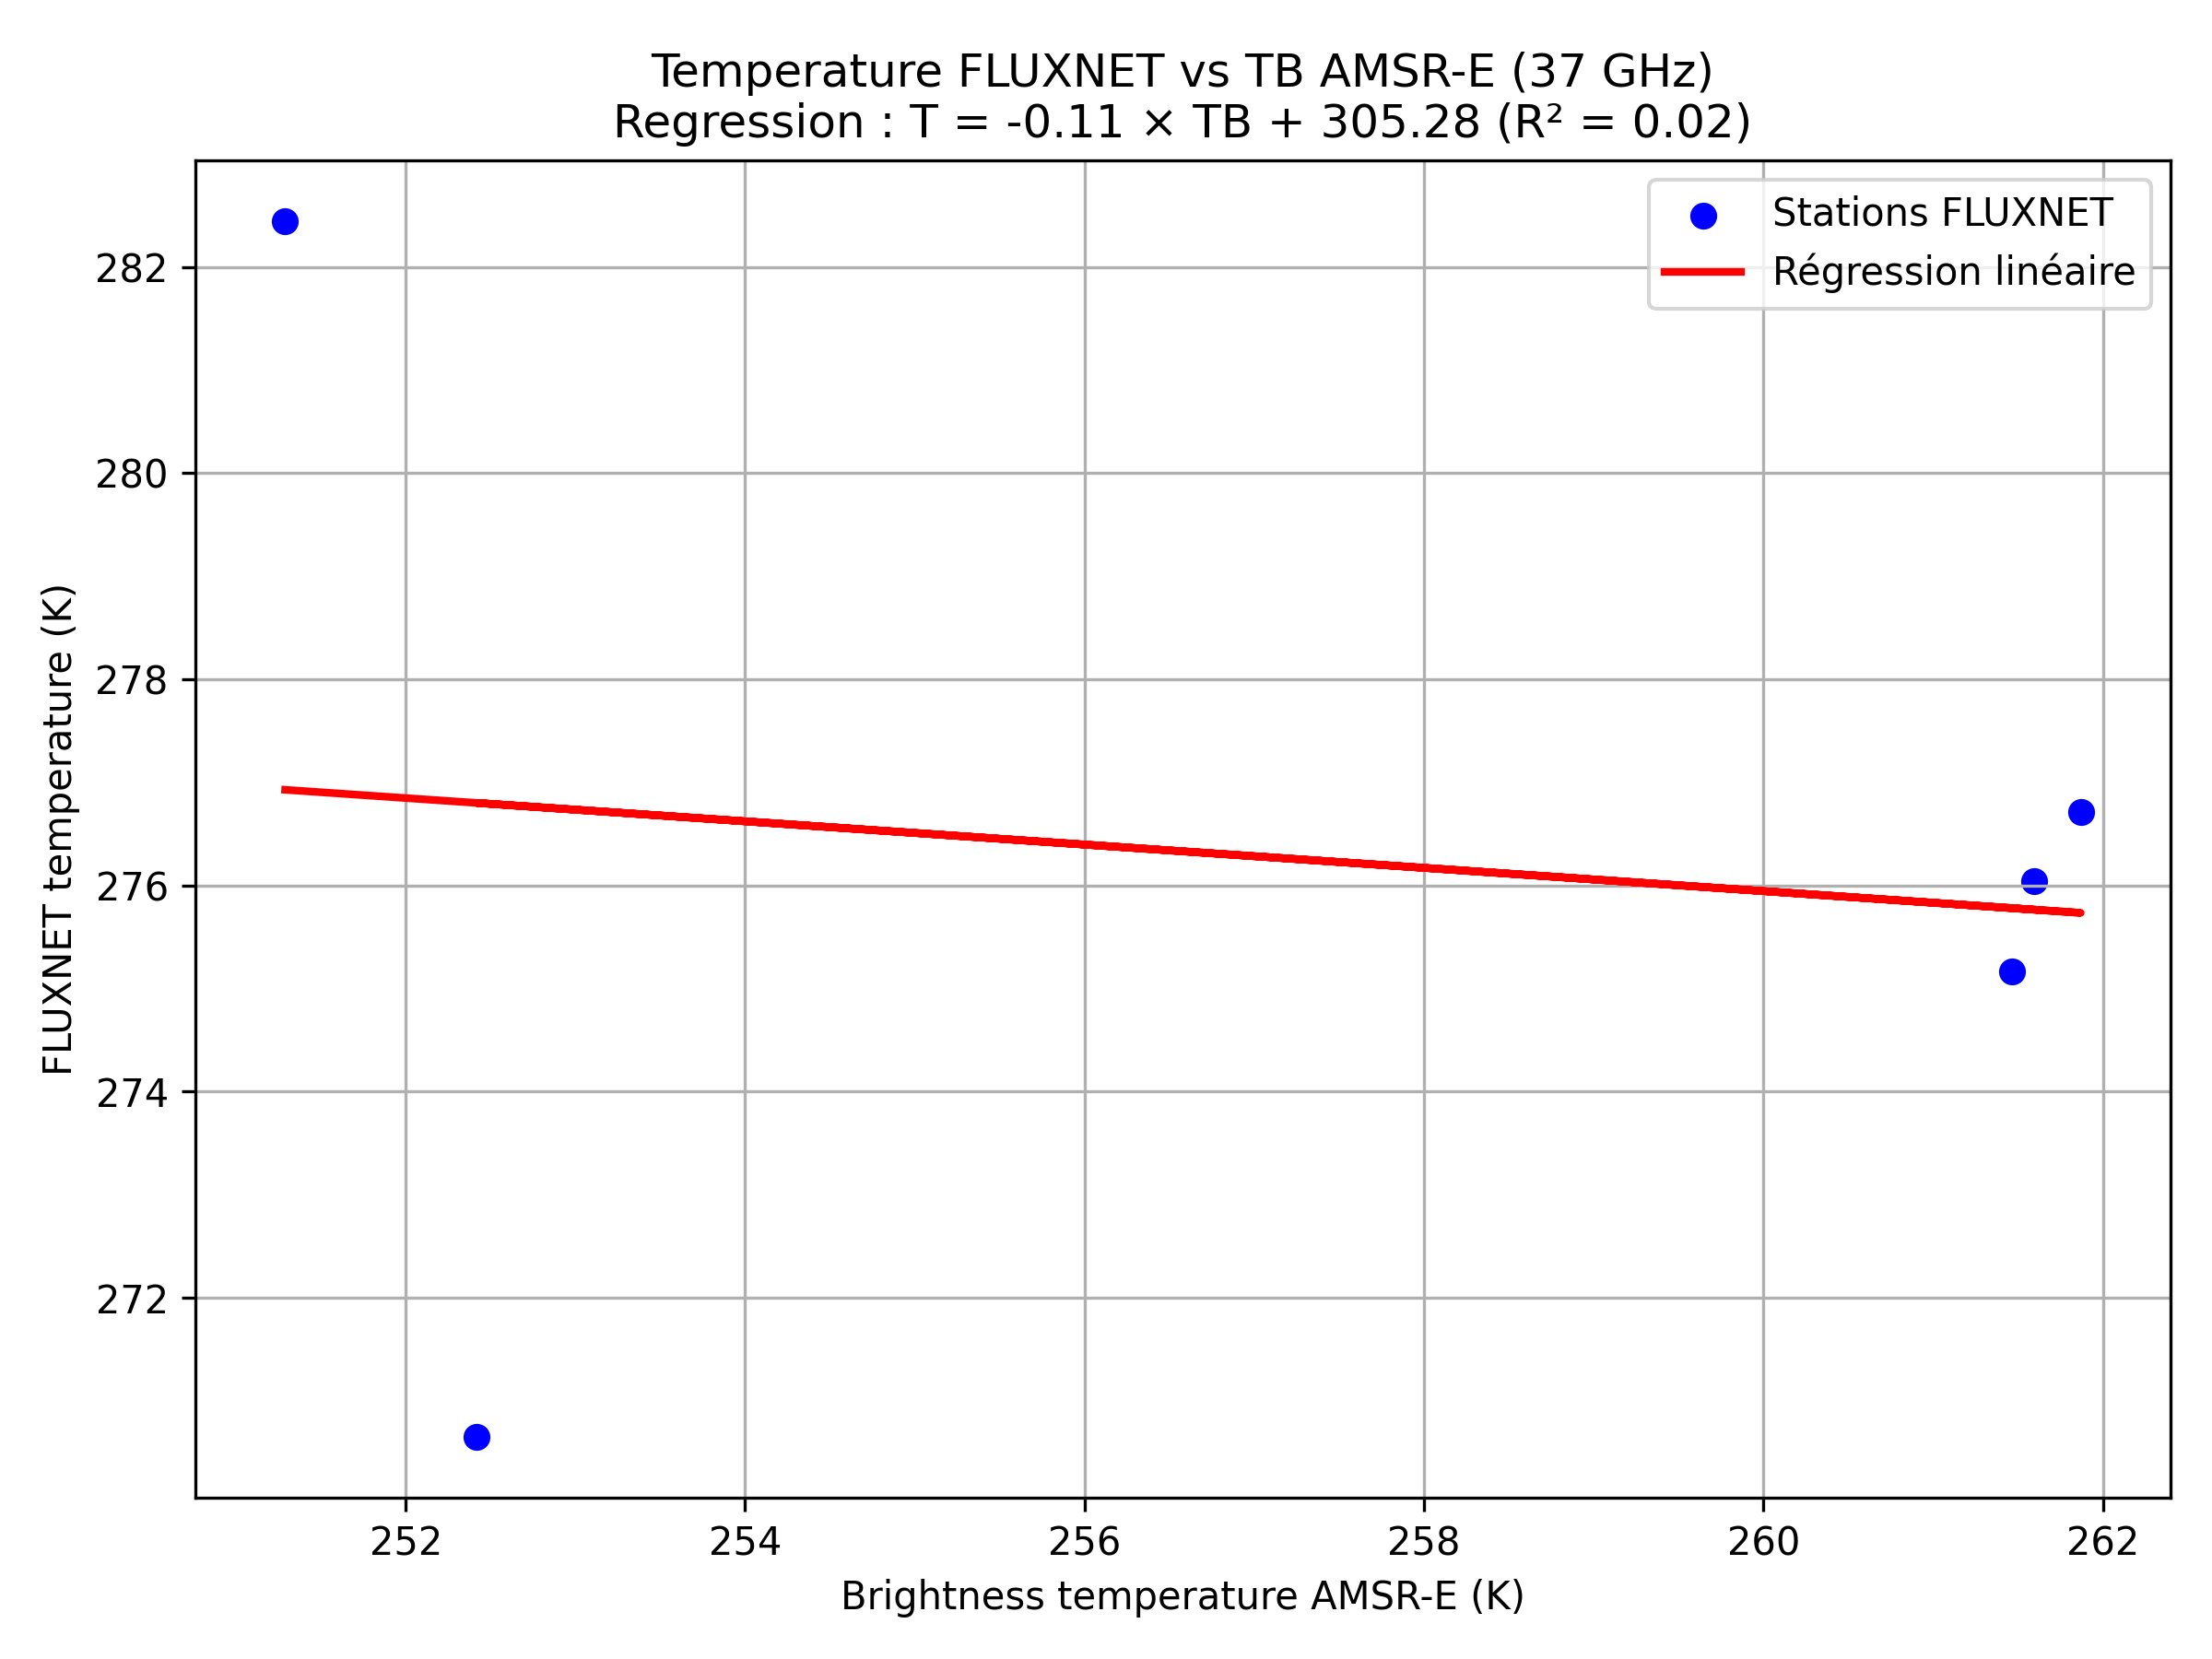 Temperature FLUXNET vs TB AMSR-E (37 GHz)
Regression : T = -0.11 × TB + 305.28 (R² = 0.02)
Stations FLUXNET
Régression linéaire
FLUXNET temperature (K)
282
280
278
276
274
272
252
254
256
258
260
262
Brightness temperature AMSR-E (K)